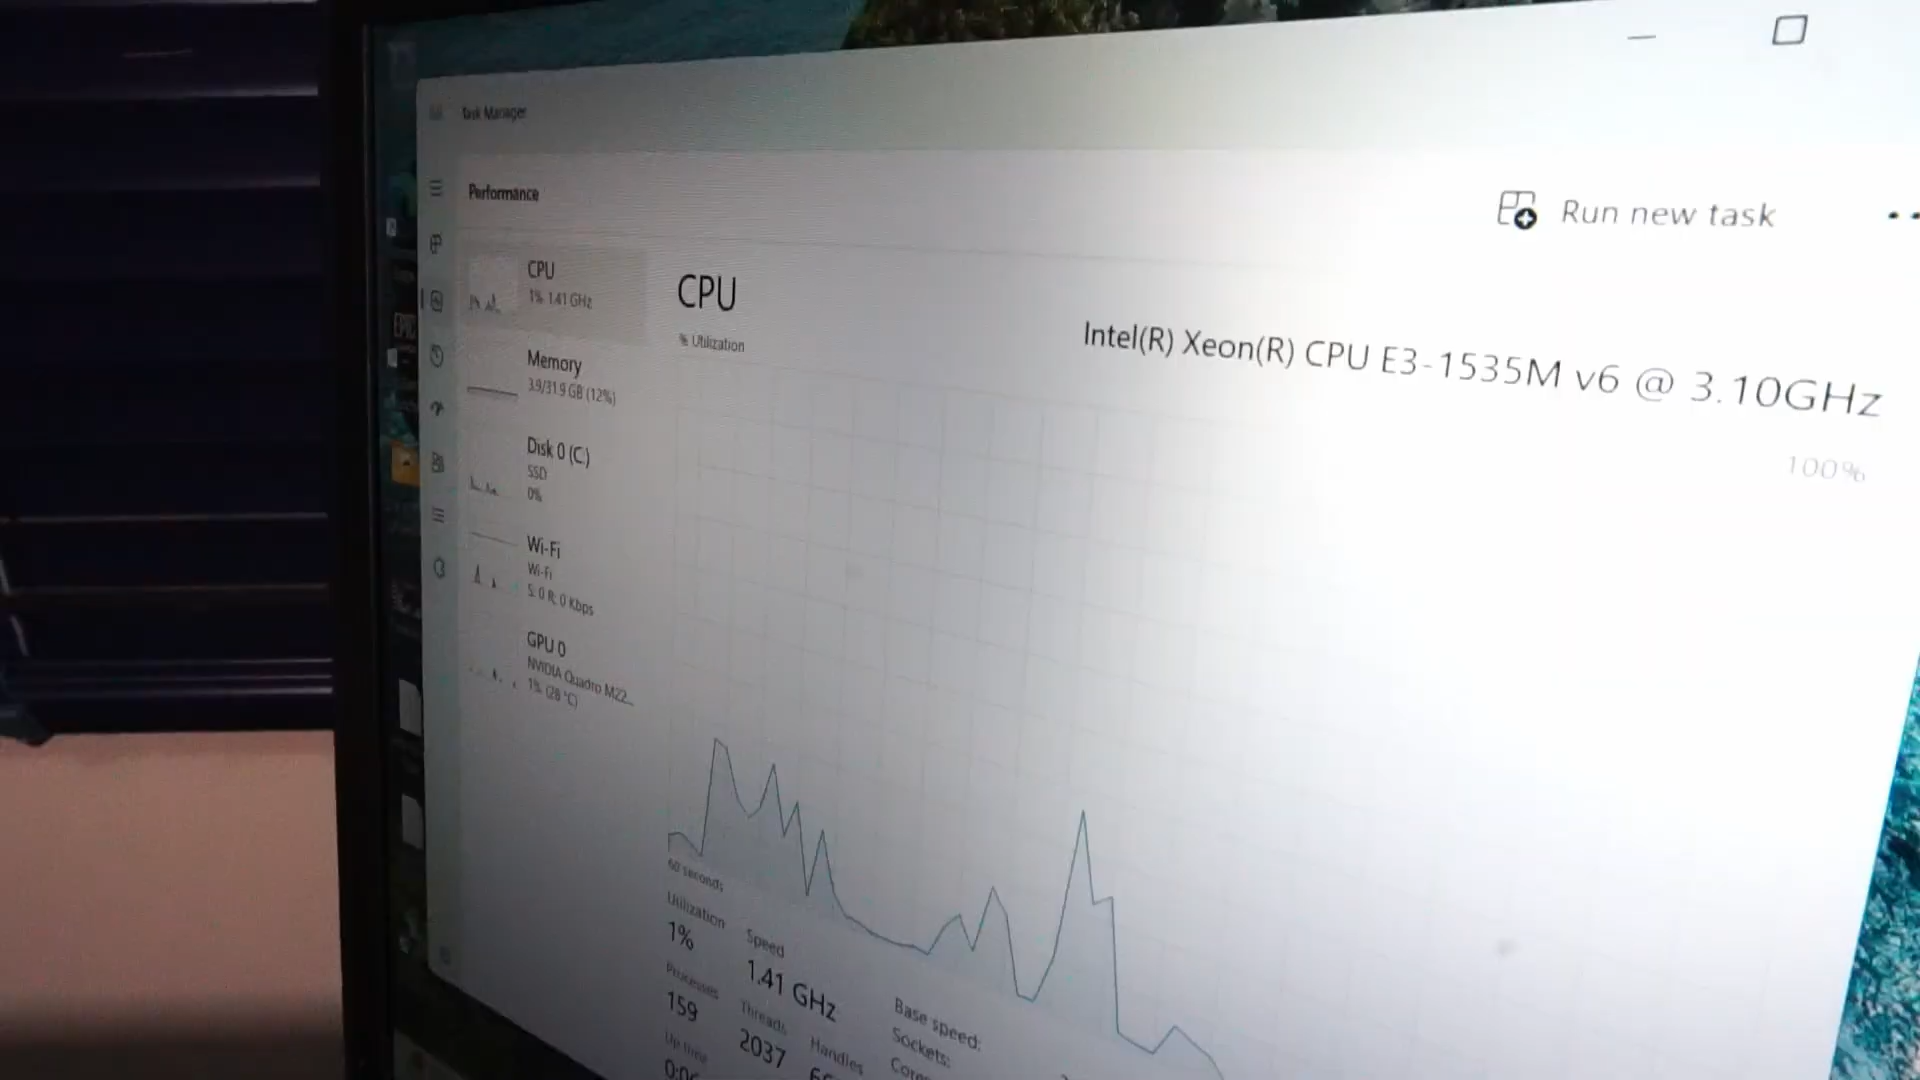 Task Manager
Performance
Run new task
CPU
1% 1.41 GHz
Memory
3.9/31.9 GB (12%)
Disk 0 (C:)
SSD
0%
Wi-Fi
Wi-Fi
S: 0 R: 0 Kbps
GPU 0
NVIDIA Quadro M22...
1% (28 °C)
CPU
Intel(R) Xeon(R) CPU E3-1535M v6 @ 3.10GHz
% Utilization
100%
60 seconds
Utilization
Speed
1%
1.41 GHz
Base speed:
Processes
Threads
Handles
Sockets:
159
2037
Up time